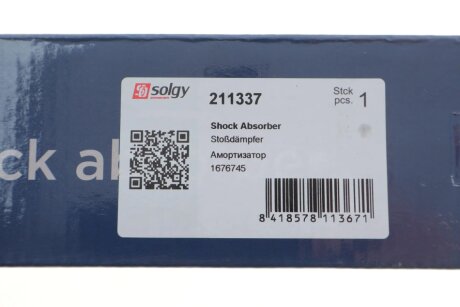 solgy
211337
Stck
pcs. 1
Shock Absorber
Stoßdämpfer
Амортизатор
1676745
ck ab
8 418578 113671